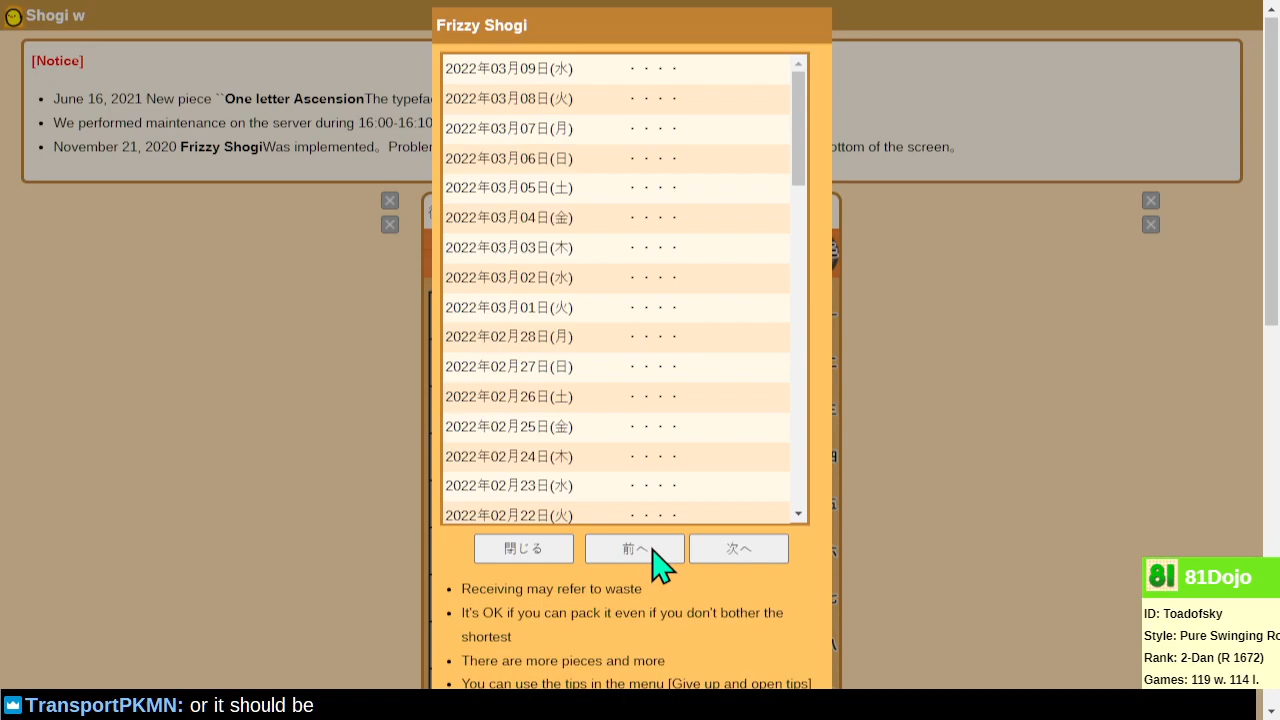 Shogi w
[Notice]
June 16, 2021 New piece ``One letter AscensionThe typefac
We performed maintenance on the server during 16:00-16:10
November 21, 2020 Frizzy ShogiWas implemented。Problem
ottom of the screen。
Frizzy Shogi
2022年03月09日(水) ・・・・
2022年03月08日(火) ・・・・
2022年03月07日(月) ・・・・
2022年03月06日(日) ・・・・
2022年03月05日(土) ・・・・
2022年03月04日(金) ・・・・
2022年03月03日(木) ・・・・
2022年03月02日(水) ・・・・
2022年03月01日(火) ・・・・
2022年02月28日(月) ・・・・
2022年02月27日(日) ・・・・
2022年02月26日(土) ・・・・
2022年02月25日(金) ・・・・
2022年02月24日(木) ・・・・
2022年02月23日(水) ・・・・
2022年02月22日(火) ・・・・
閉じる 前へ 次へ
Receiving may refer to waste
It's OK if you can pack it even if you don't bother the
shortest
There are more pieces and more
You can use the tips in the menu [Give up and open tips]
81 81Dojo
ID: Toadofsky
Style: Pure Swinging Ro
Rank: 2-Dan (R 1672)
Games: 119 w. 114 l.
TransportPKMN: or it should be